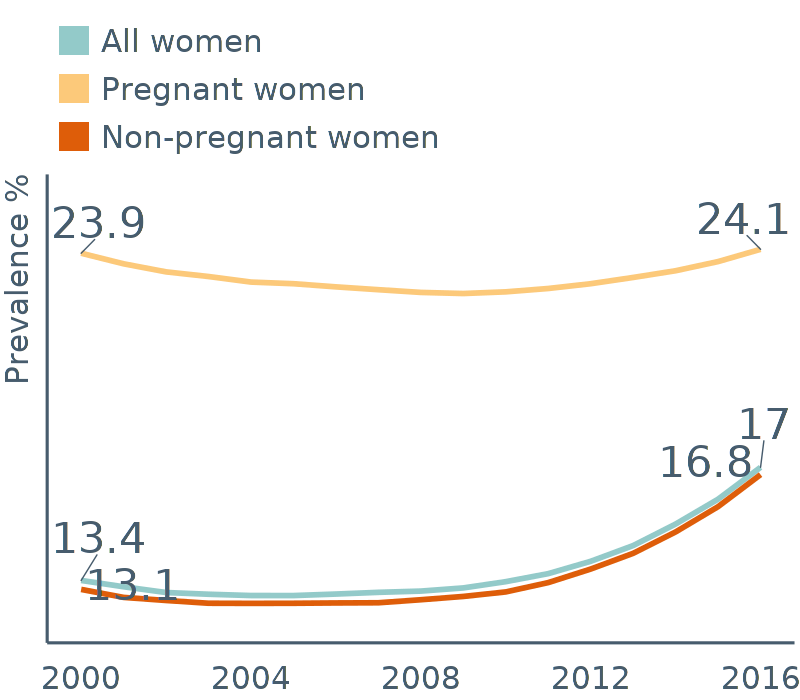 All women
Pregnant women
Non-pregnant women
Prevalence %
23.9
24.1
17
16.8
13.4
13.1
2000 2004 2008 2012 2016